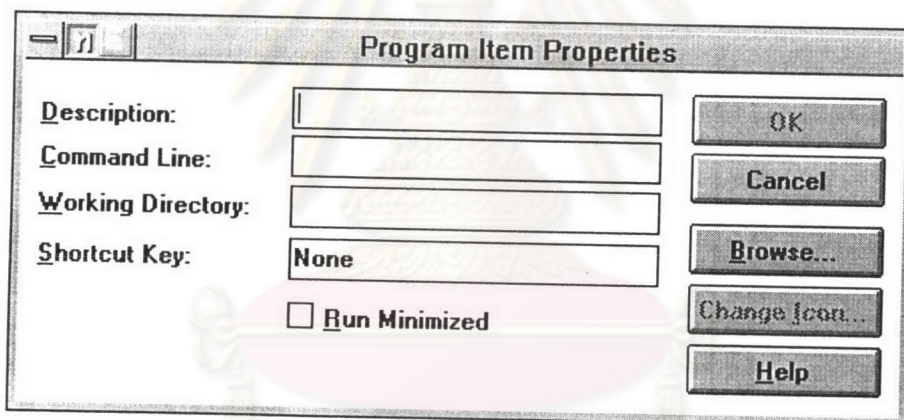 Program Item Properties
Description:
OK
Command Line:
Cancel
Working Directory:
Browse...
Shortcut Key: None
Change Icon...
Run Minimized
Help